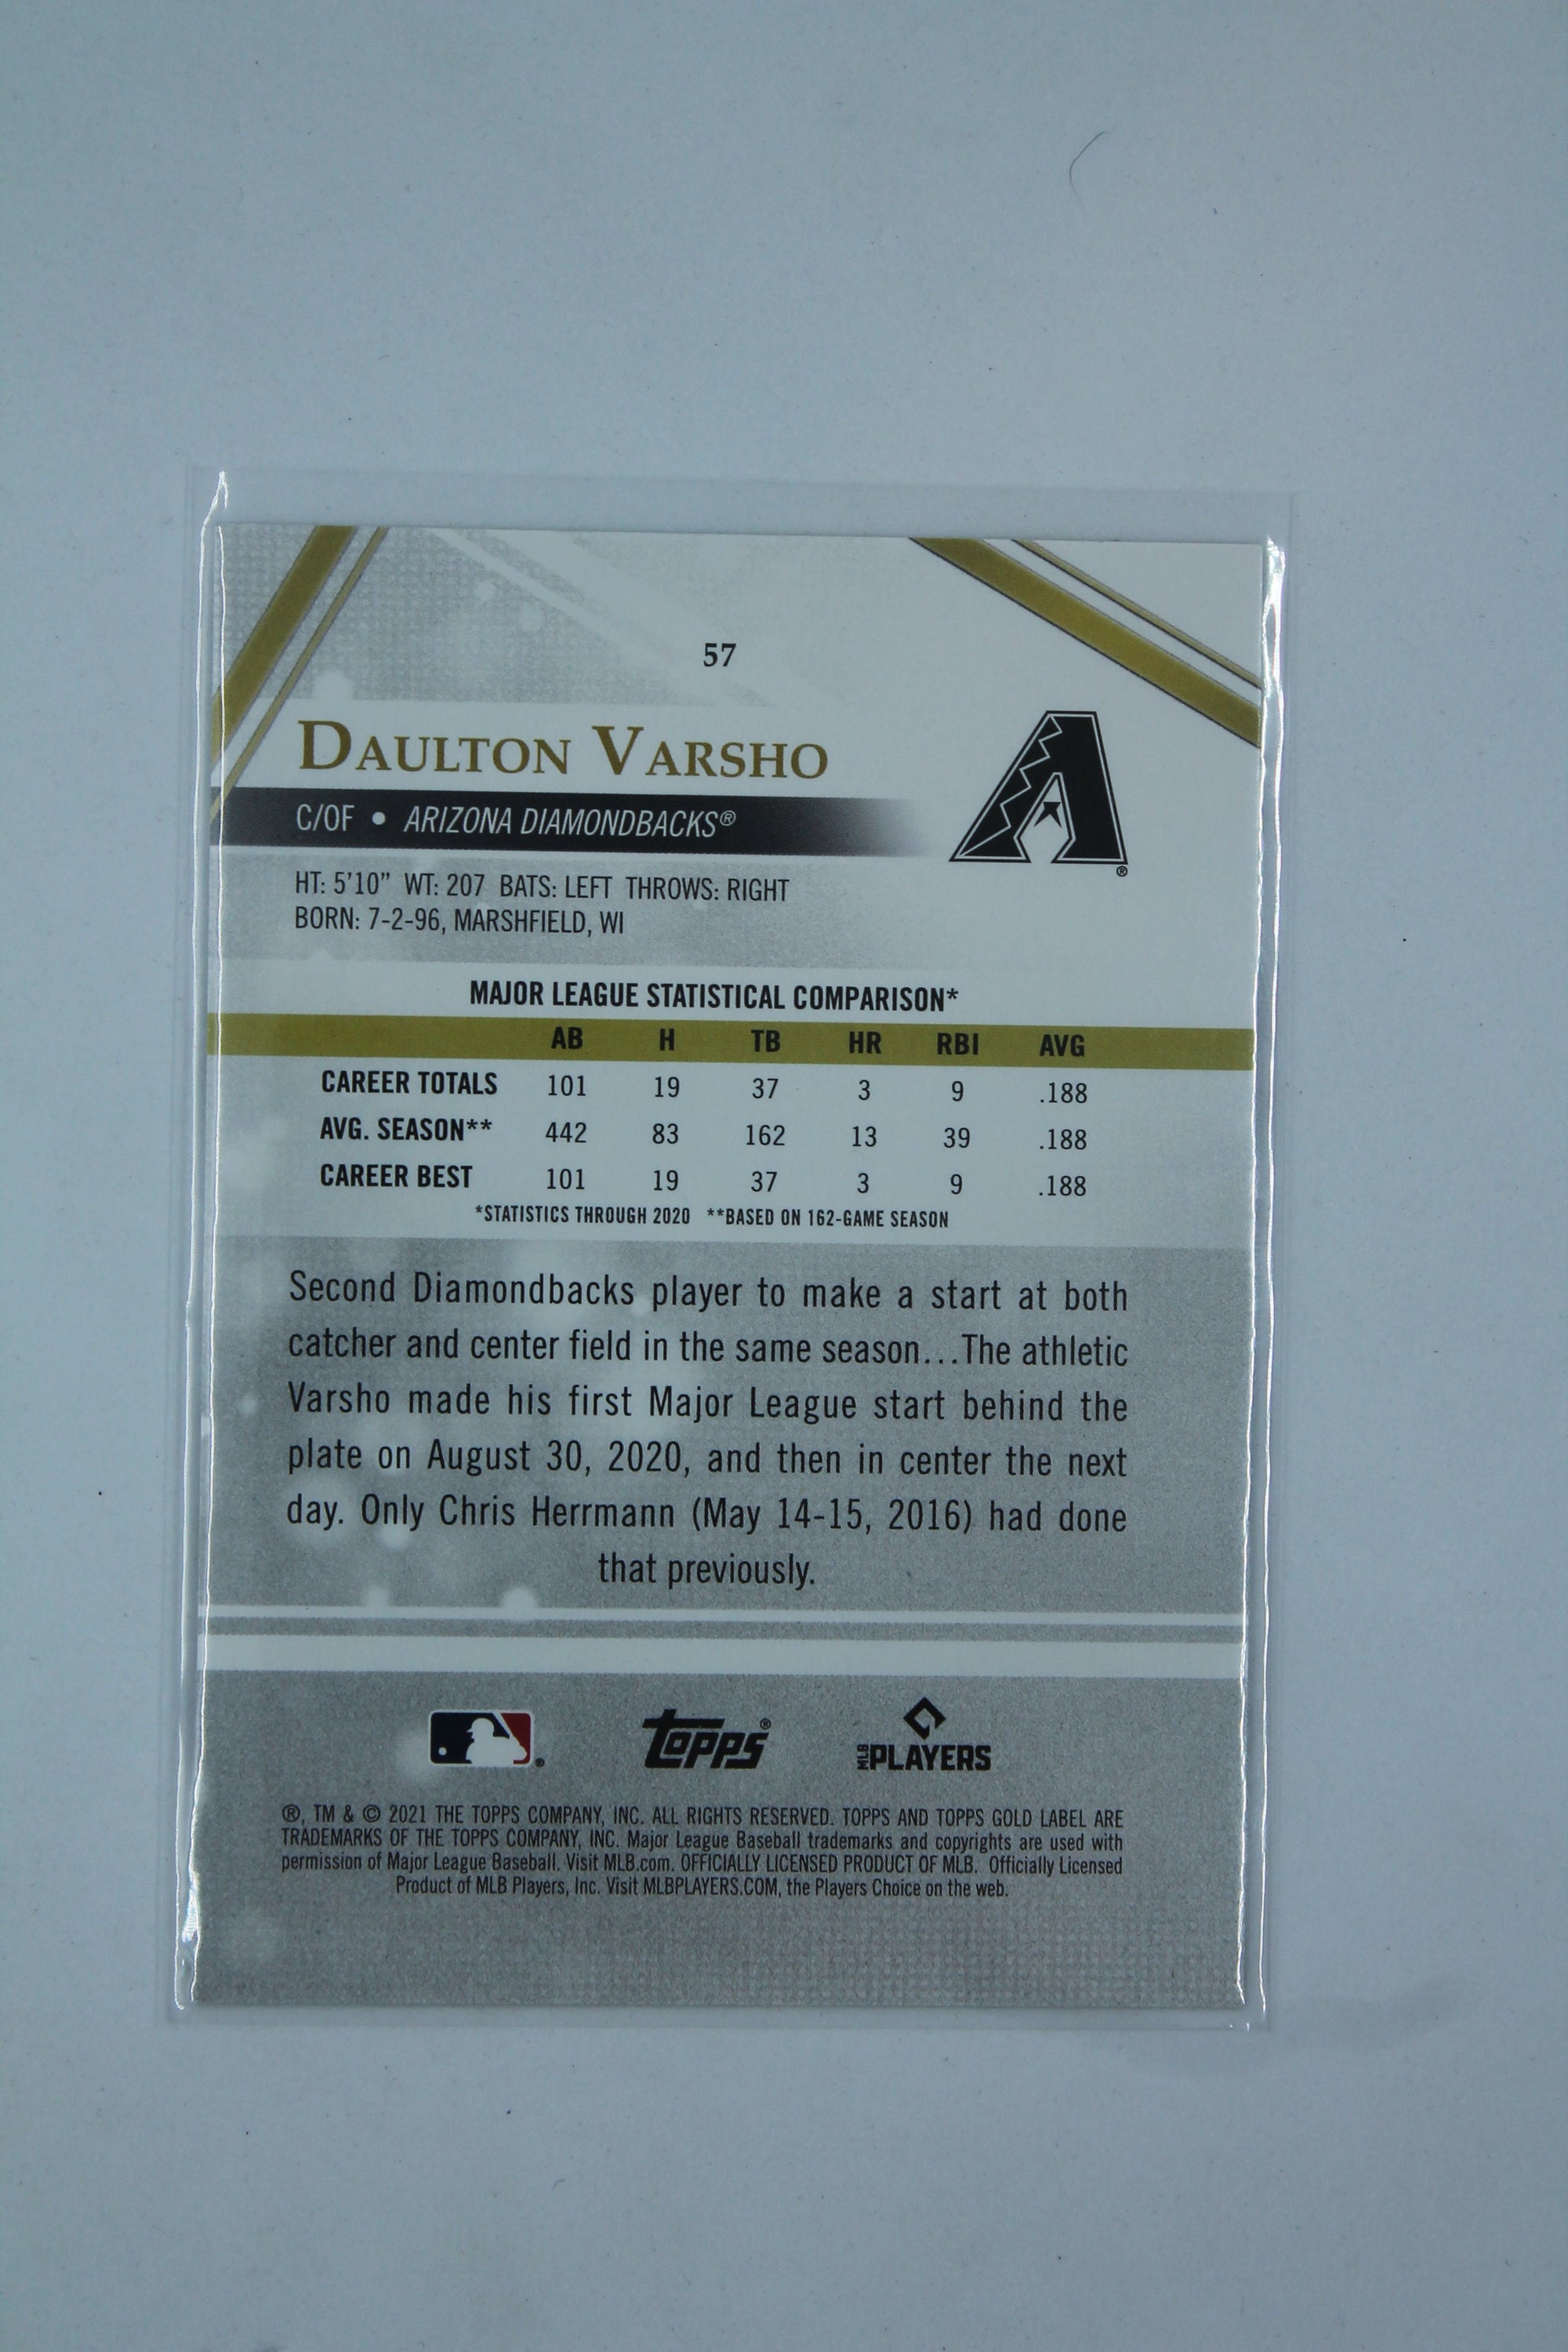 57
DAULTON VARSHO
C/OF • ARIZONA DIAMONDBACKS®
A
®
HT: 5'10" WT: 207 BATS: LEFT THROWS: RIGHT
BORN: 7-2-96, MARSHFIELD, WI
MAJOR LEAGUE STATISTICAL COMPARISON*
AB H TB HR RBI AVG
CAREER TOTALS 101 19 37 3 9 .188
AVG. SEASON** 442 83 162 13 39 .188
CAREER BEST 101 19 37 3 9 .188
*STATISTICS THROUGH 2020 **BASED ON 162-GAME SEASON
Second Diamondbacks player to make a start at both
catcher and center field in the same season...The athletic
Varsho made his first Major League start behind the
plate on August 30, 2020, and then in center the next
day. Only Chris Herrmann (May 14-15, 2016) had done
that previously.
® topps® MLB PLAYERS
®, TM & © 2021 THE TOPPS COMPANY, INC. ALL RIGHTS RESERVED. TOPPS AND TOPPS GOLD LABEL ARE
TRADEMARKS OF THE TOPPS COMPANY, INC. Major League Baseball trademarks and copyrights are used with
permission of Major League Baseball. Visit MLB.com. OFFICIALLY LICENSED PRODUCT OF MLB. Officially Licensed
Product of MLB Players, Inc. Visit MLBPLAYERS.COM, the Players Choice on the web.